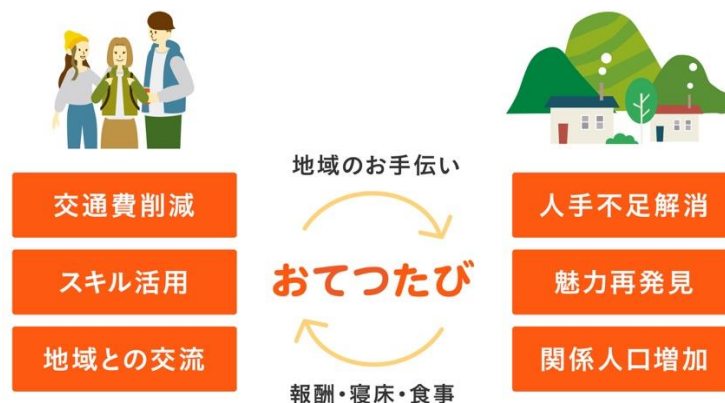 交通費削減
スキル活用
地域との交流
地域のお手伝い
おてつたび
報酬・寝床・食事
人手不足解消
魅力再発見
関係人口増加